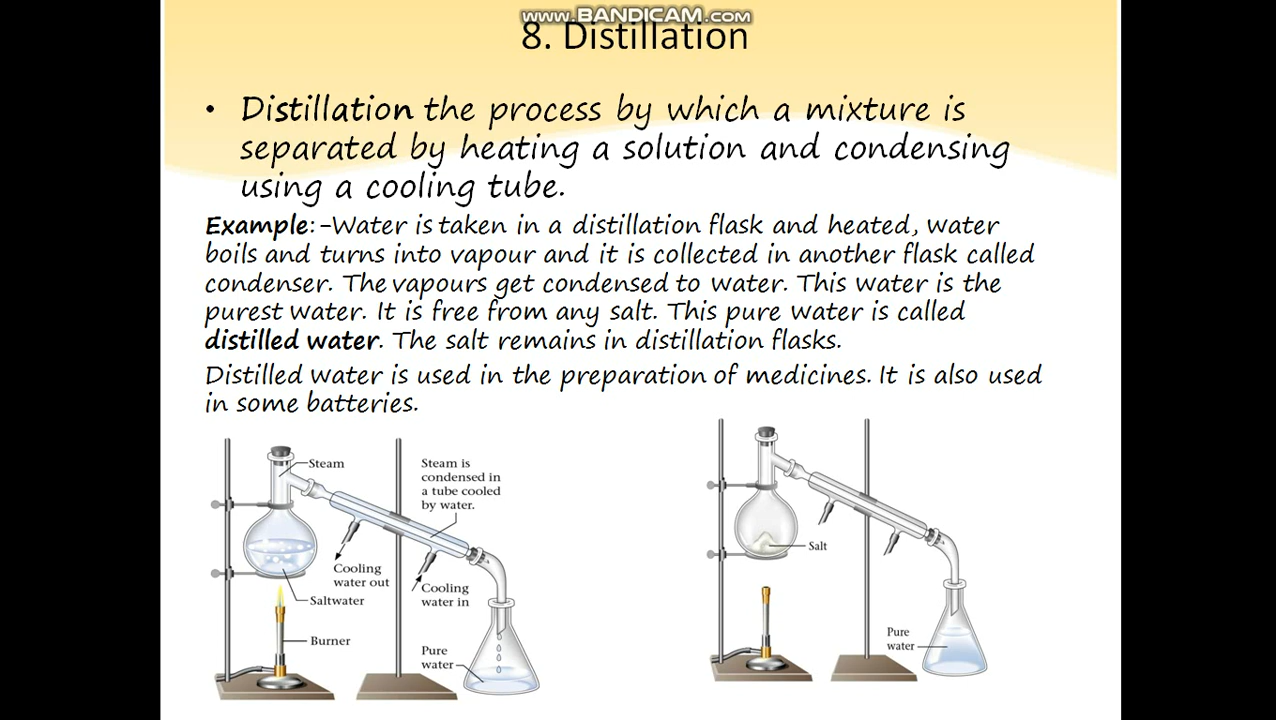 www.BANDICAM.com
8. Distillation
• Distillation the process by which a mixture is
separated by heating a solution and condensing
using a cooling tube.
Example: -Water is taken in a distillation flask and heated, water
boils and turns into vapour and it is collected in another flask called
condenser. The vapours get condensed to water. This water is the
purest water. It is free from any salt. This pure water is called
distilled water. The salt remains in distillation flasks.
Distilled water is used in the preparation of medicines. It is also used
in some batteries.
Steam
Steam is
condensed in
a tube cooled
by water.
Cooling
water out
Cooling
water in
Saltwater
Burner
Pure
water
Salt
Pure
water